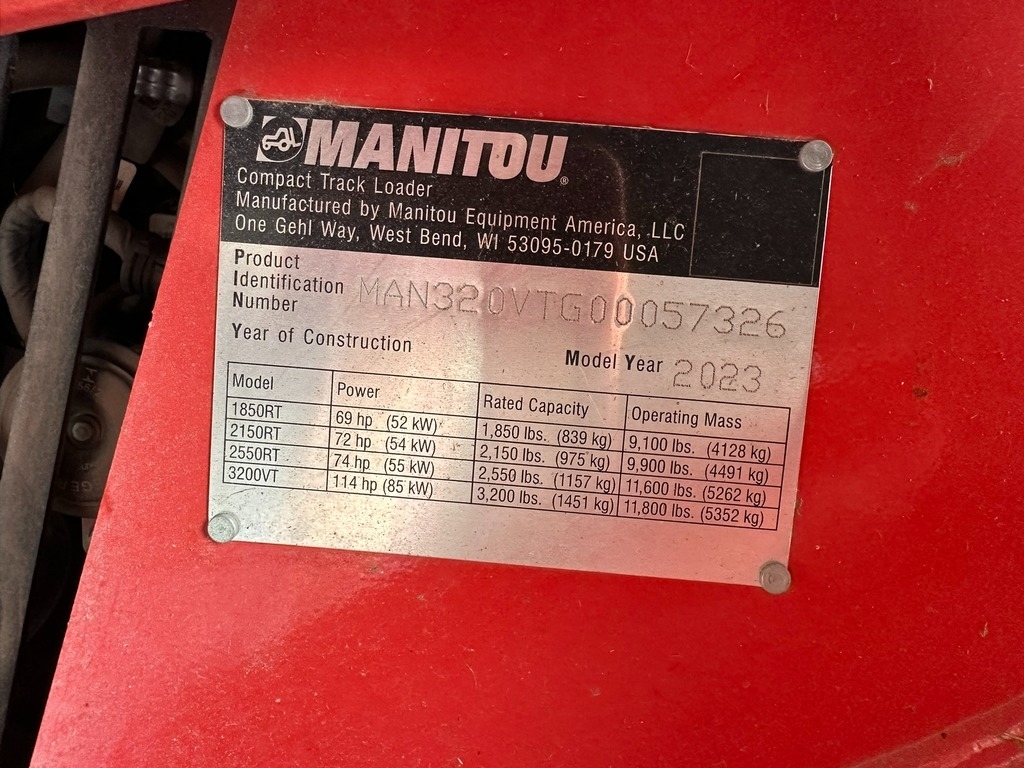 MANITOU®
Compact Track Loader
Manufactured by Manitou Equipment America, LLC
One Gehl Way, West Bend, WI 53095-0179 USA
Product
Identification
Number
MAN320VTG00057326
Year of Construction
Model Year 2023
Model Power Rated Capacity Operating Mass
1850RT 69 hp (52 kW) 1,850 lbs. (839 kg) 9,100 lbs. (4128 kg)
2150RT 72 hp (54 kW) 2,150 lbs. (975 kg) 9,900 lbs. (4491 kg)
2550RT 74 hp (55 kW) 2,550 lbs. (1157 kg) 11,600 lbs. (5262 kg)
3200VT 114 hp (85 kW) 3,200 lbs. (1451 kg) 11,800 lbs. (5352 kg)